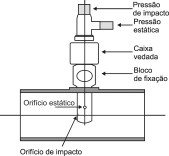 Pressão
de impacto
Pressão
estática
Caixa
vedada
Bloco
de fixação
Orifício estático
Orifício de impacto